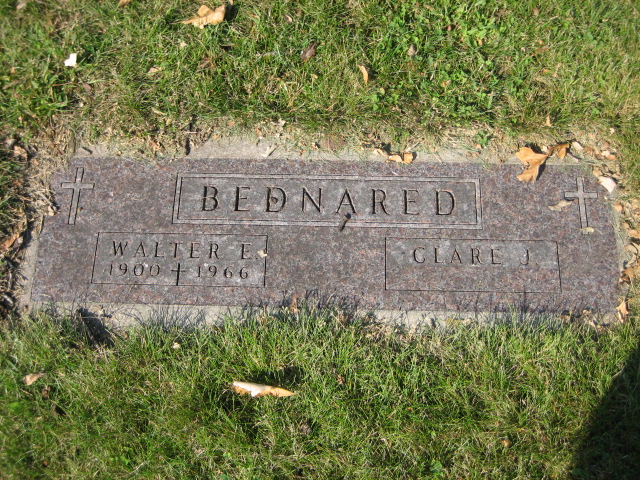 BEDNARED
WALTER E.
1900 1966
CLARE J.